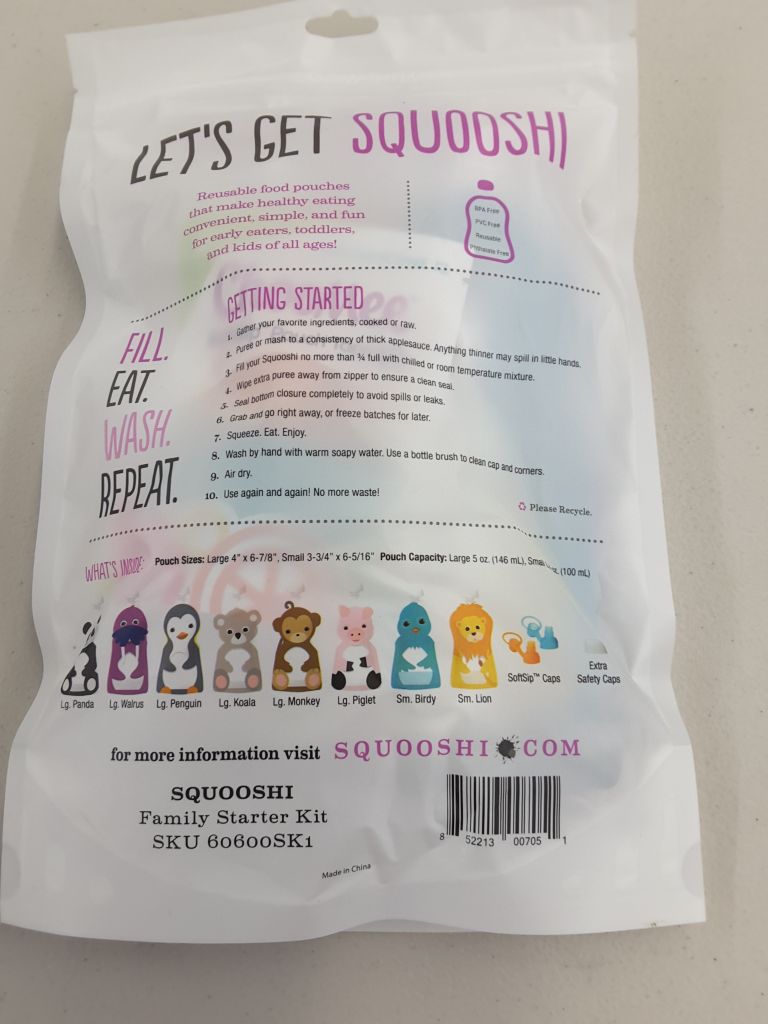 LET'S GET SQUOOSHI
Reusable food pouches
that make healthy eating
convenient, simple, and fun
for early eaters, toddlers,
and kids of all ages!
BPA Free
PVC Free
Reusable
Phthalate Free
GETTING STARTED
FILL.
EAT.
WASH.
REPEAT.
1. Gather your favorite ingredients, cooked or raw.
2. Puree or mash to a consistency of thick applesauce. Anything thinner may spill in little hands.
3. Fill your Squooshi no more than ¾ full with chilled or room temperature mixture.
4. Wipe extra puree away from zipper to ensure a clean seal.
5. Seal bottom closure completely to avoid spills or leaks.
6. Grab and go right away, or freeze batches for later.
7. Squeeze. Eat. Enjoy.
8. Wash by hand with warm soapy water. Use a bottle brush to clean cap and corners.
9. Air dry.
10. Use again and again! No more waste!
Please Recycle.
WHAT'S INSIDE: Pouch Sizes: Large 4" x 6-7/8", Small 3-3/4" x 6-5/16" Pouch Capacity: Large 5 oz. (146 mL), (100 mL)
Lg. Panda
Lg. Walrus
Lg. Penguin
Lg. Koala
Lg. Monkey
Lg. Piglet
Sm. Birdy
Sm. Lion
SoftSip™ Caps
Extra
Safety Caps
for more information visit SQUOOSHI COM
SQUOOSHI
Family Starter Kit
SKU 60600SK1
8 52213 00705 1
Made in China